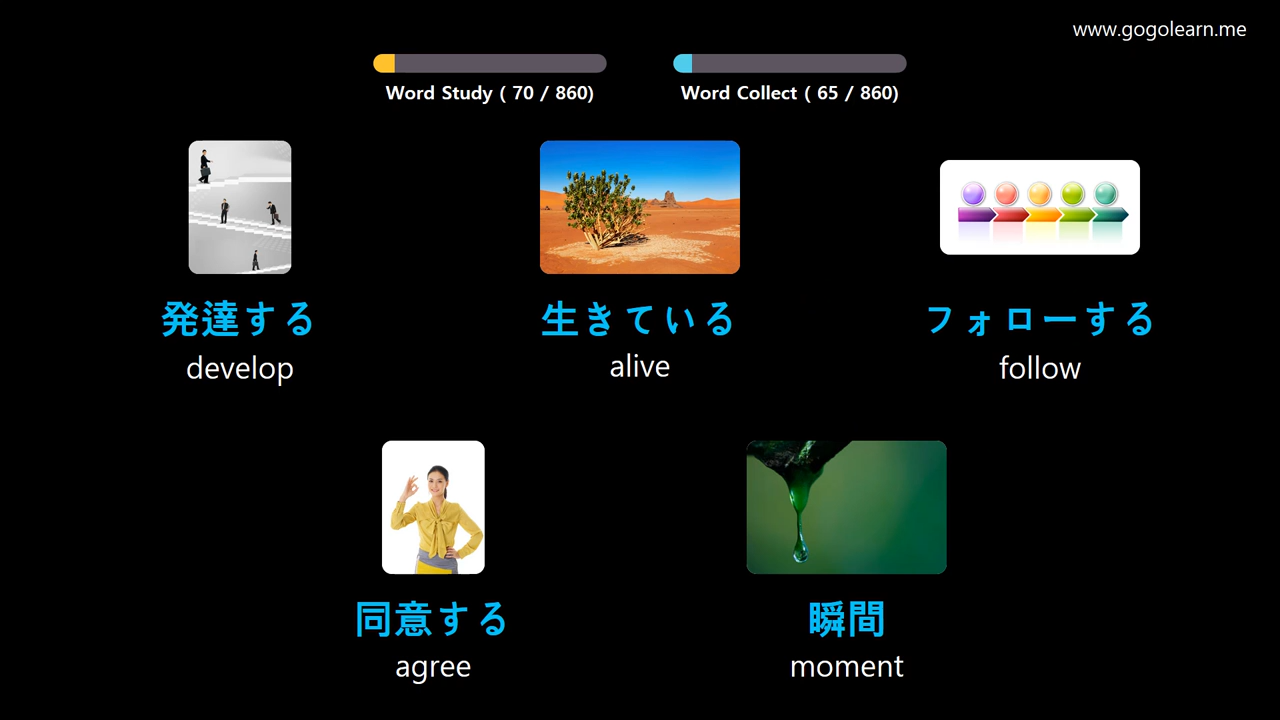 www.gogolearn.me
Word Study ( 70 / 860)
Word Collect ( 65 / 860)
発達する
develop
生きている
alive
フォローする
follow
同意する
agree
瞬間
moment